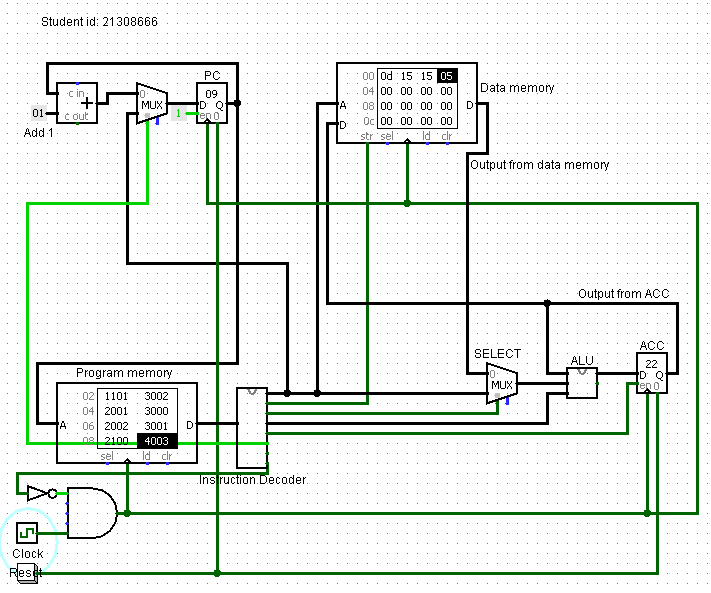 Student id: 21308666
PC
09
D Q
en 0
1
c in
+
c out
01
Add 1
0
MUX
00 0d 15 15 05
04 00 00 00 00
08 00 00 00 00
0c 00 00 00 00
A
D
D
str sel ld clr
Data memory
Output from data memory
Output from ACC
SELECT
0
MUX
ALU
ACC
22
D Q
en 0
Program memory
02 1101 3002
04 2001 3000
06 2002 3001
08 2100 4003
A
D
sel ld clr
Instruction Decoder
Clock
Reset